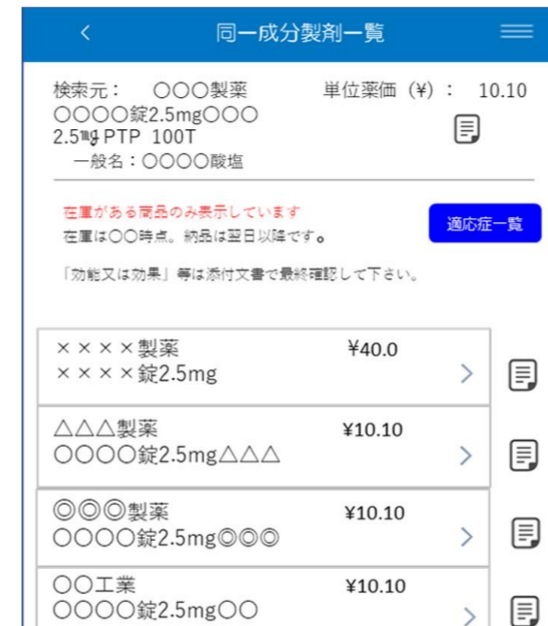 同一成分製剤一覧
検索元： 〇〇〇製薬 単位薬価（¥）： 10.10
〇〇〇〇錠2.5mg〇〇〇
2.5㎎ PTP 100T
一般名：〇〇〇〇酸塩
在庫がある商品のみ表示しています
在庫は〇〇時点。納品は翌日以降です。
適応症一覧
「効能又は効果」等は添付文書で最終確認して下さい。
××××製薬 ¥40.0
××××錠2.5mg
△△△製薬 ¥10.10
〇〇〇〇錠2.5mg△△△
◎◎◎製薬 ¥10.10
〇〇〇〇錠2.5mg◎◎◎
〇〇工業 ¥10.10
〇〇〇〇錠2.5mg〇〇